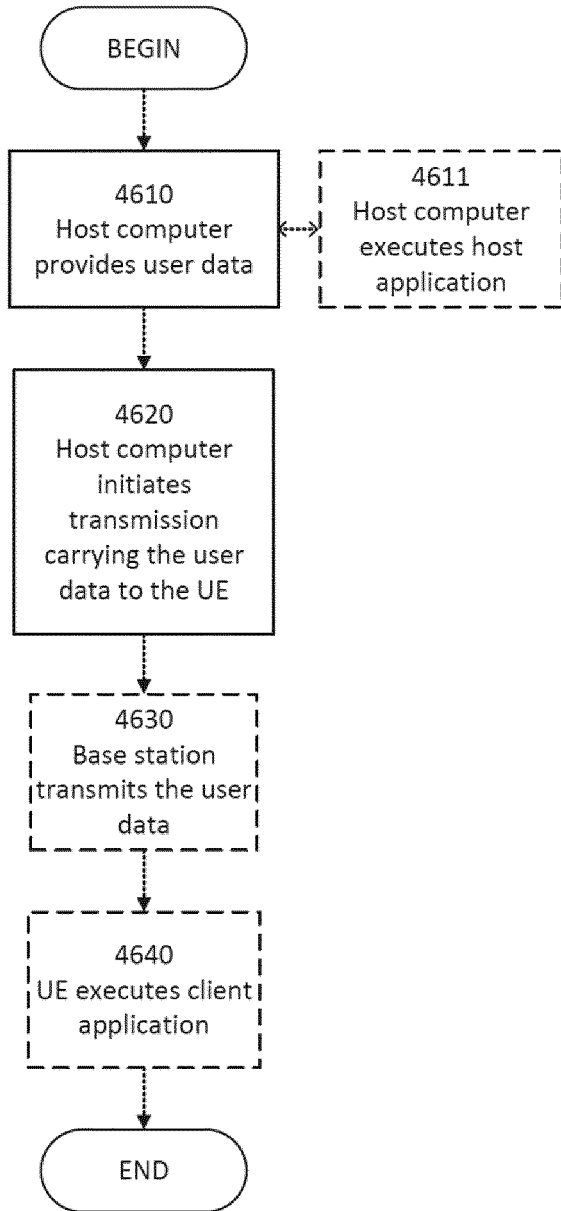 BEGIN
4610
Host computer
provides user data
4611
Host computer
executes host
application
4620
Host computer
initiates
transmission
carrying the user
data to the UE
4630
Base station
transmits the user
data
4640
UE executes client
application
END